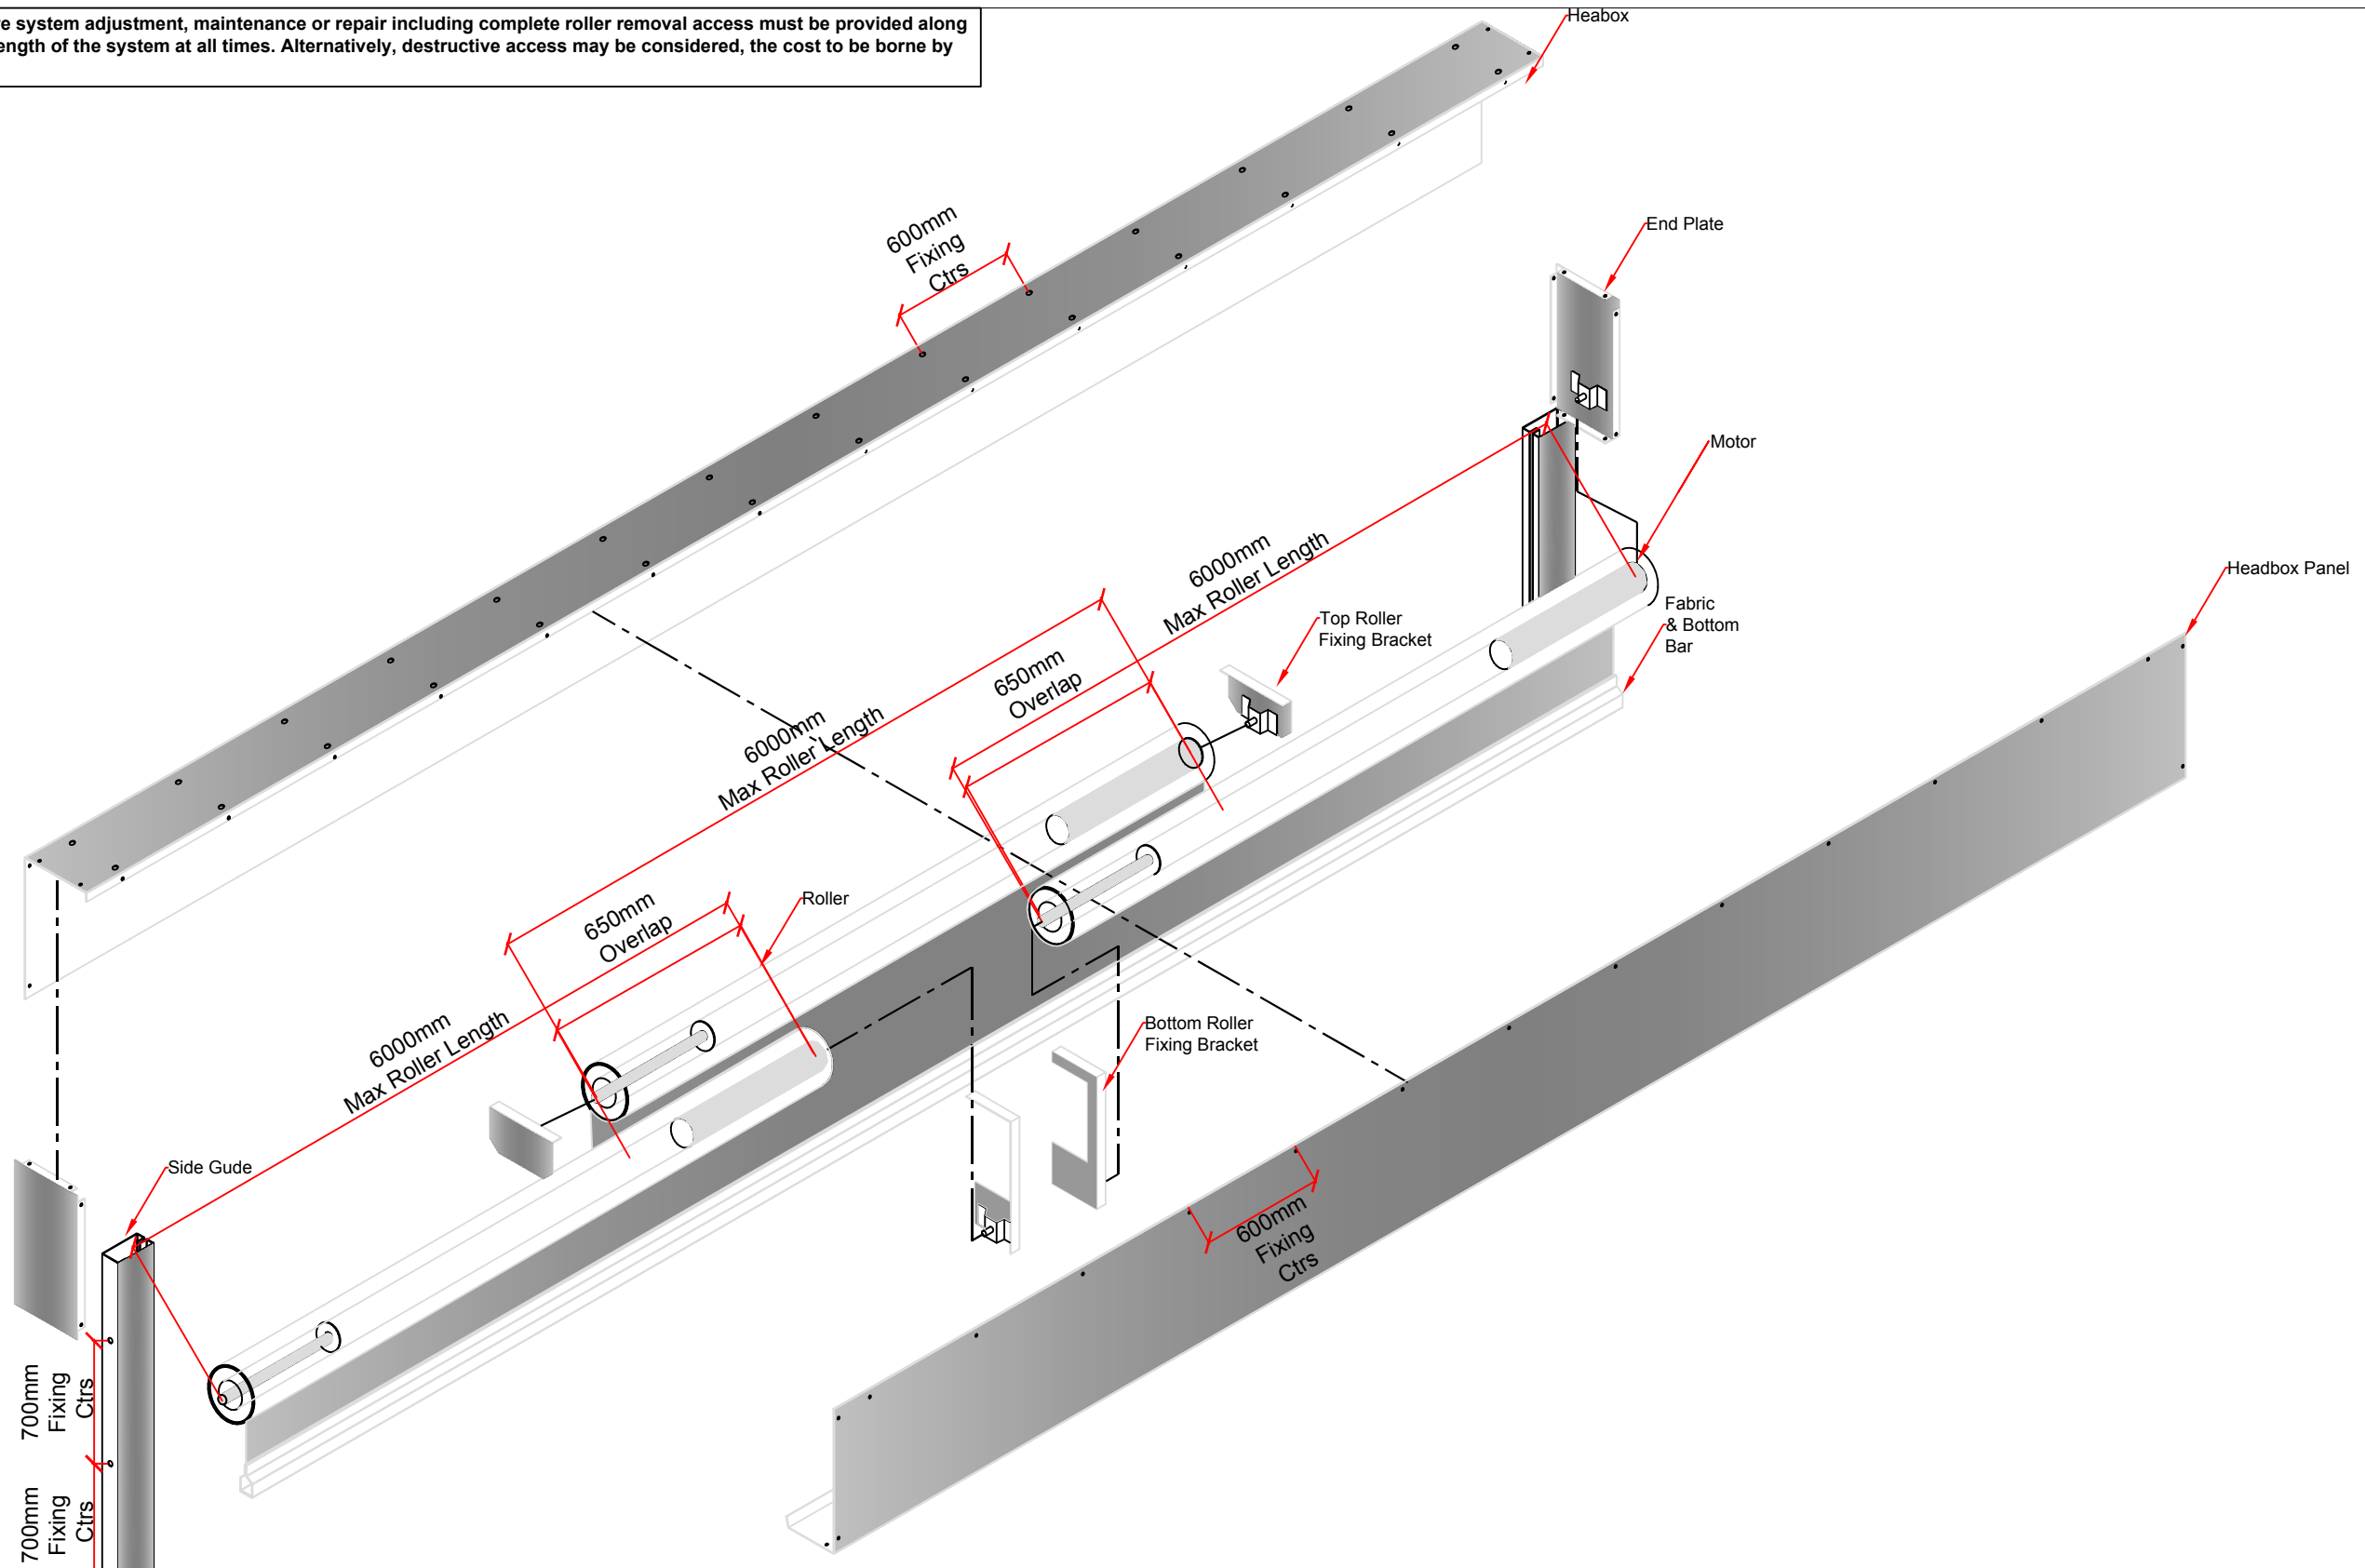 ve system adjustment, maintenance or repair including complete roller removal access must be provided along
ength of the system at all times. Alternatively, destructive access may be considered, the cost to be borne by
Heabox
600mm
Fixing
Ctrs
End Plate
Motor
6000mm
Max Roller Length
Headbox Panel
Fabric
& Bottom
Bar
Top Roller
Fixing Bracket
650mm
Overlap
6000mm
Max Roller Length
Roller
650mm
Overlap
6000mm
Max Roller Length
Bottom Roller
Fixing Bracket
Side Gude
600mm
Fixing
Ctrs
700mm
Fixing
Ctrs
700mm
Fixing
Ctrs